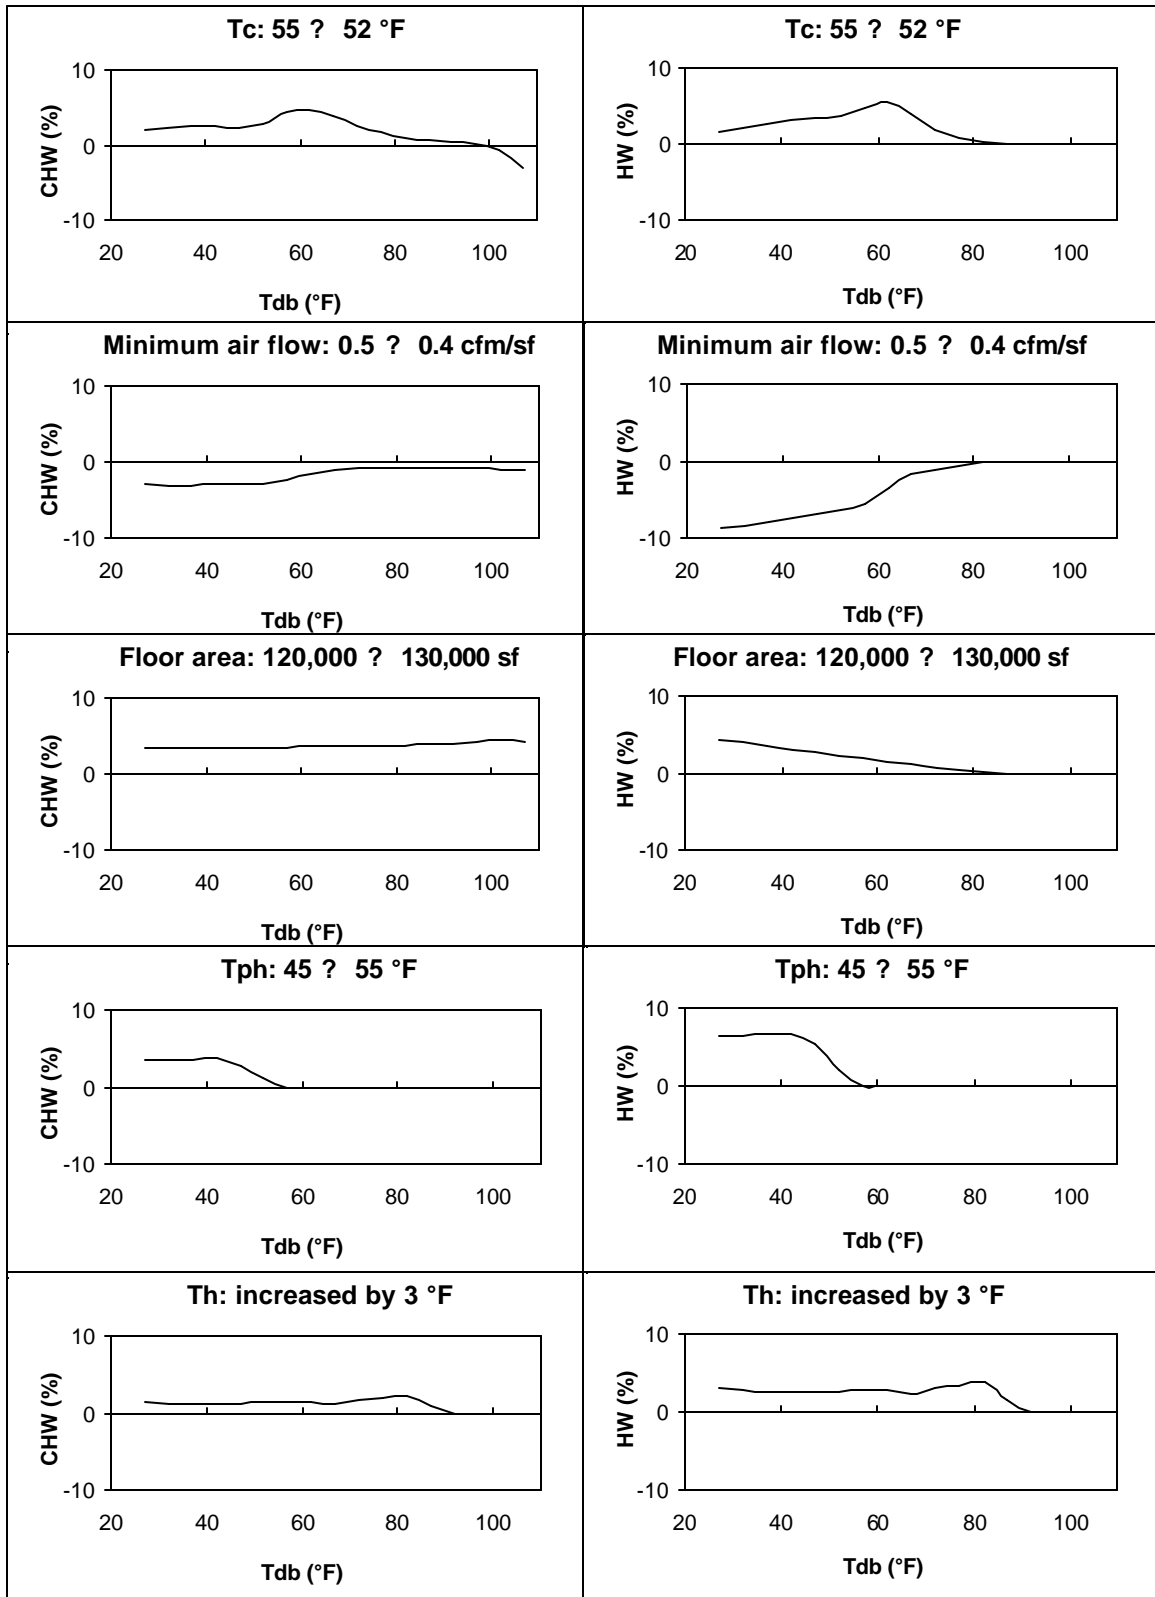 Tc: 55 ? 52 °F
CHW (%)
10
0
-10
20 40 60 80 100
Tdb (°F)
Tc: 55 ? 52 °F
HW (%)
10
0
-10
20 40 60 80 100
Tdb (°F)
Minimum air flow: 0.5 ? 0.4 cfm/sf
CHW (%)
10
0
-10
20 40 60 80 100
Tdb (°F)
Minimum air flow: 0.5 ? 0.4 cfm/sf
HW (%)
10
0
-10
20 40 60 80 100
Tdb (°F)
Floor area: 120,000 ? 130,000 sf
CHW (%)
10
0
-10
20 40 60 80 100
Tdb (°F)
Floor area: 120,000 ? 130,000 sf
HW (%)
10
0
-10
20 40 60 80 100
Tdb (°F)
Tph: 45 ? 55 °F
CHW (%)
10
0
-10
20 40 60 80 100
Tdb (°F)
Tph: 45 ? 55 °F
HW (%)
10
0
-10
20 40 60 80 100
Tdb (°F)
Th: increased by 3 °F
CHW (%)
10
0
-10
20 40 60 80 100
Tdb (°F)
Th: increased by 3 °F
HW (%)
10
0
-10
20 40 60 80 100
Tdb (°F)